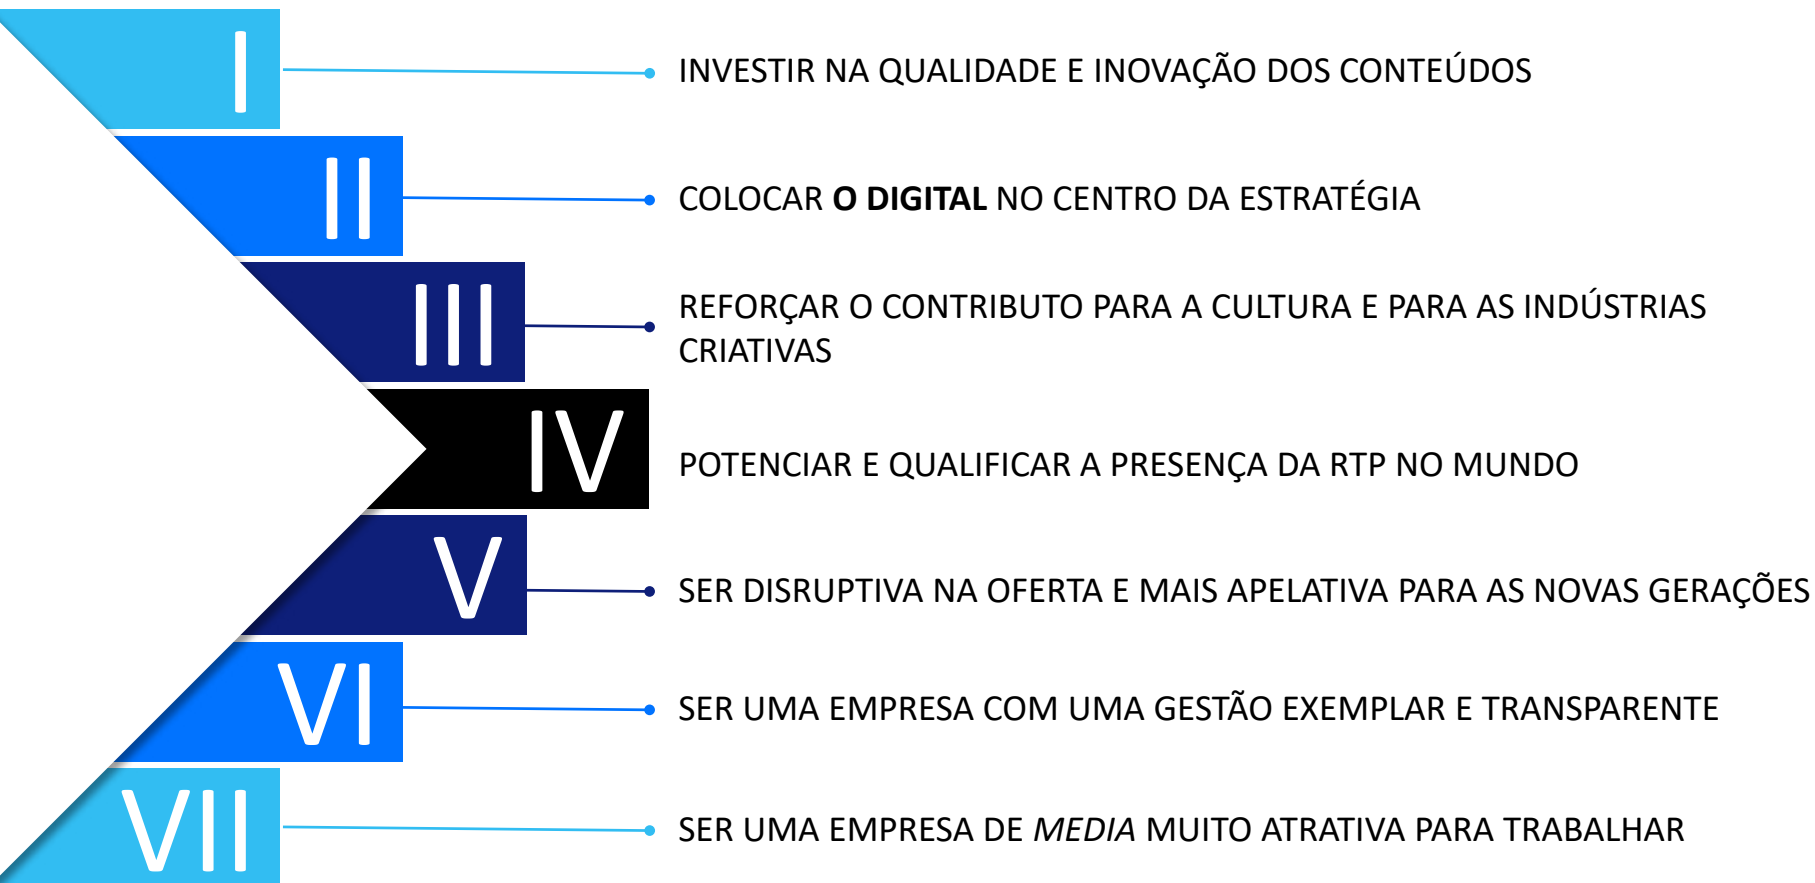 I
INVESTIR NA QUALIDADE E INOVAÇÃO DOS CONTEÚDOS
II
COLOCAR O DIGITAL NO CENTRO DA ESTRATÉGIA
III
REFORÇAR O CONTRIBUTO PARA A CULTURA E PARA AS INDÚSTRIAS
CRIATIVAS
IV
POTENCIAR E QUALIFICAR A PRESENÇA DA RTP NO MUNDO
V
SER DISRUPTIVA NA OFERTA E MAIS APELATIVA PARA AS NOVAS GERAÇÕES
VI
SER UMA EMPRESA COM UMA GESTÃO EXEMPLAR E TRANSPARENTE
VII
SER UMA EMPRESA DE MEDIA MUITO ATRATIVA PARA TRABALHAR